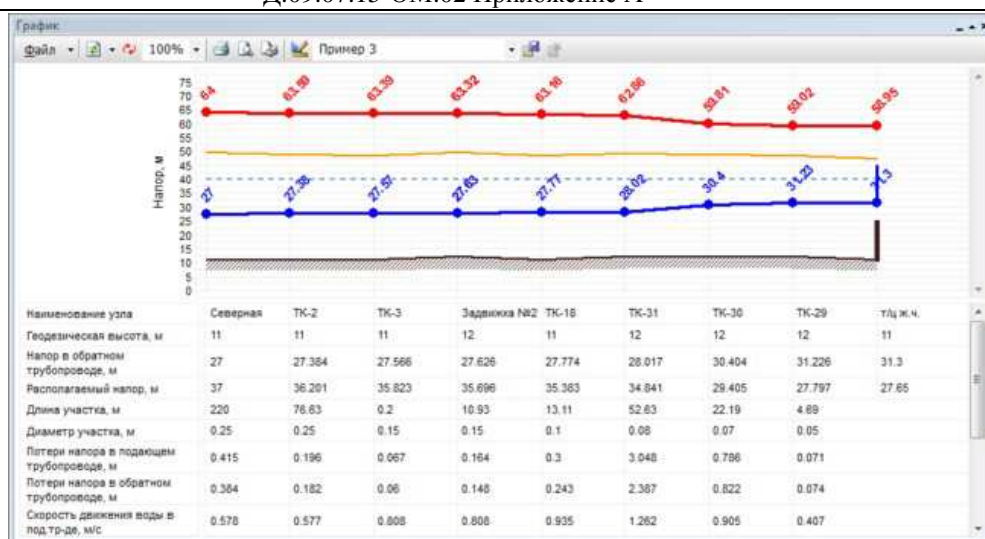 Д.09.07.15-ОМ.02 Приложение А
График
Файл 100% Пример 3
Напор, м
75
70
65
60
55
50
45
40
35
30
25
20
15
10
5
0
64 63.59 63.39 63.32 63.16 62.86 59.81 59.02 58.95
27 27.38 27.57 27.63 27.77 28.02 30.4 31.23 31.3
Наименование узла Северная ТК-2 ТК-3 Задвижка №2 ТК-18 ТК-31 ТК-30 ТК-29 т/ц ж.ч.
Геодезическая высота, м 11 11 11 12 11 12 12 12 11
Напор в обратном
трубопроводе, м 27 27.384 27.566 27.626 27.774 28.017 30.404 31.226 31.3
Располагаемый напор, м 37 36.201 35.823 35.696 35.383 34.841 29.405 27.797 27.65
Длина участка, м 220 76.63 0.2 10.93 13.11 52.63 22.19 4.69
Диаметр участка, м 0.25 0.25 0.15 0.15 0.1 0.08 0.07 0.05
Потери напора в подающем
трубопроводе, м 0.415 0.196 0.067 0.164 0.3 3.048 0.786 0.071
Потери напора в обратном
трубопроводе, м 0.384 0.182 0.06 0.148 0.243 2.387 0.822 0.074
Скорость движения воды в
под.тр-де, м/с 0.578 0.577 0.808 0.808 0.935 1.262 0.905 0.407